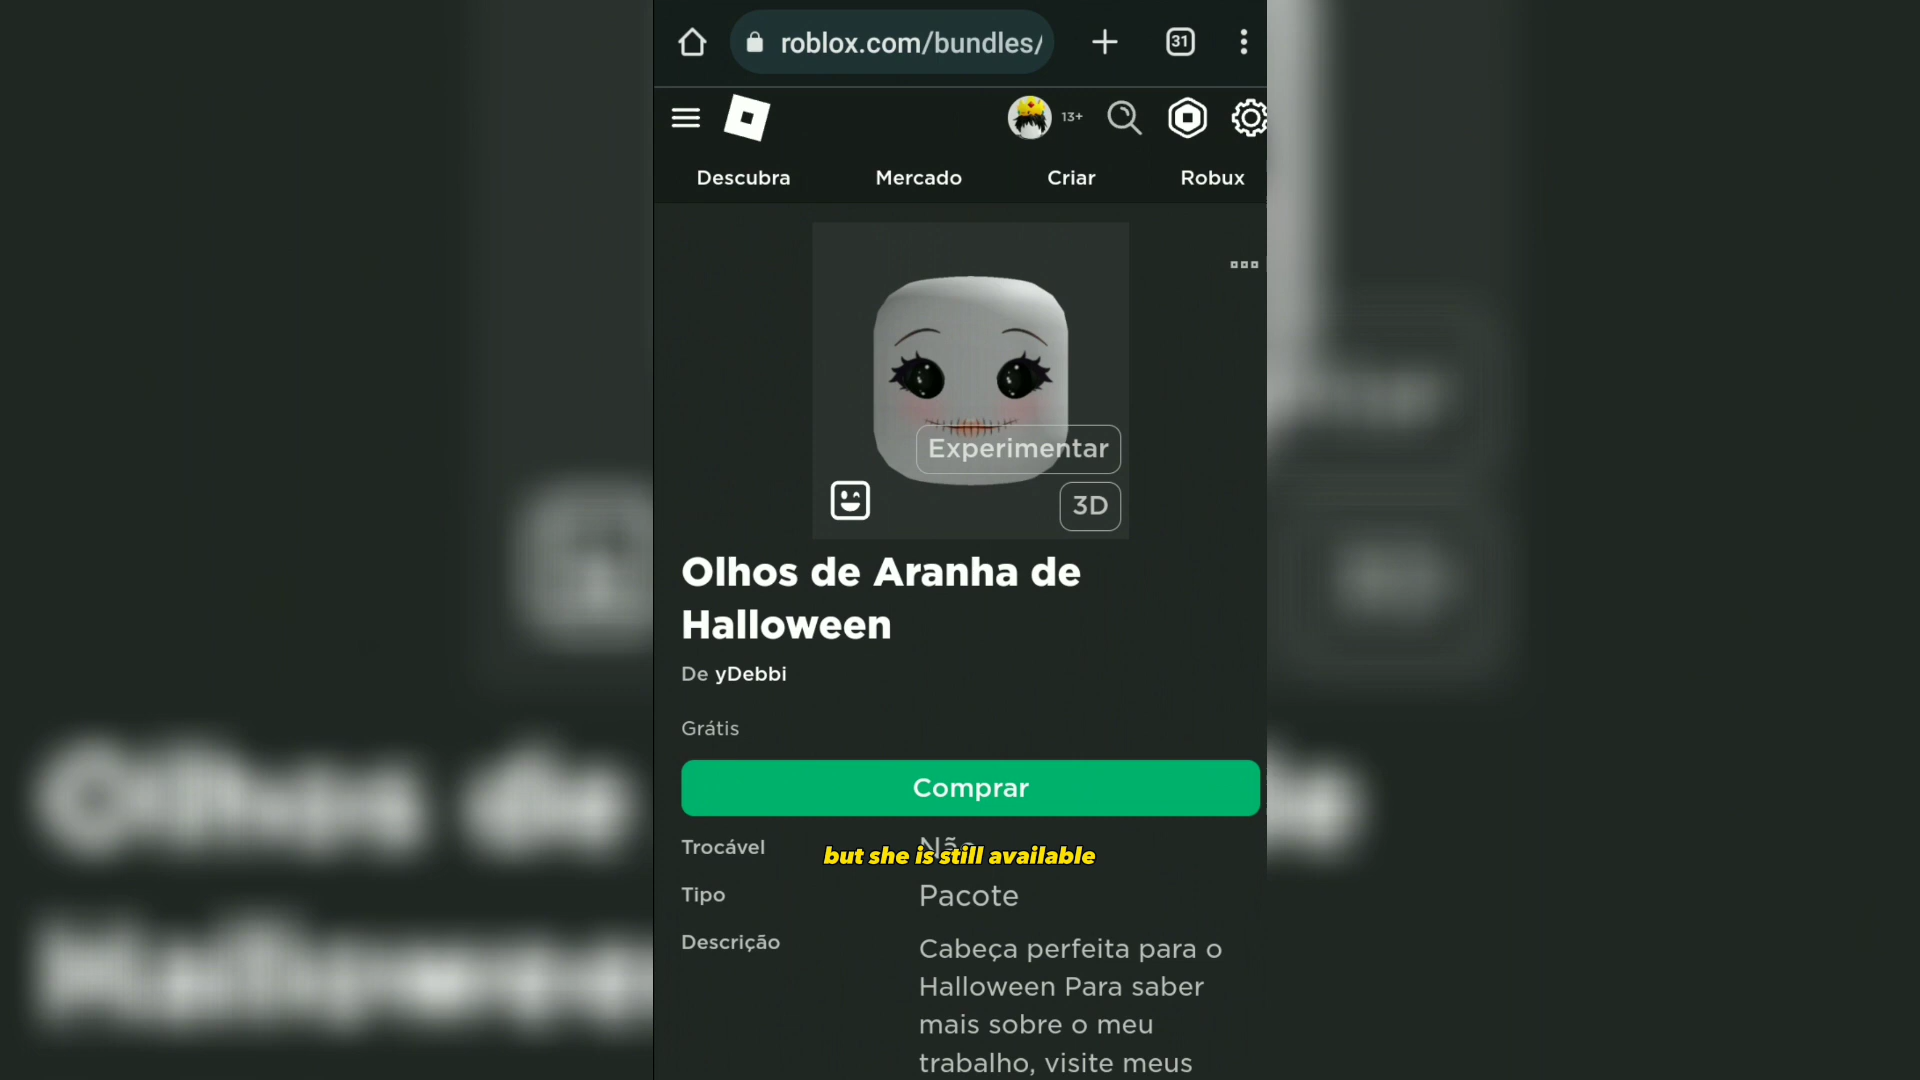 roblox.com/bundles/
31
13+
Descubra Mercado Criar Robux
Experimentar
3D
Olhos de Aranha de
Halloween
De yDebbi
Grátis
Comprar
Trocável Não
but she is still available
Tipo Pacote
Descrição Cabeça perfeita para o
Halloween Para saber
mais sobre o meu
trabalho, visite meus